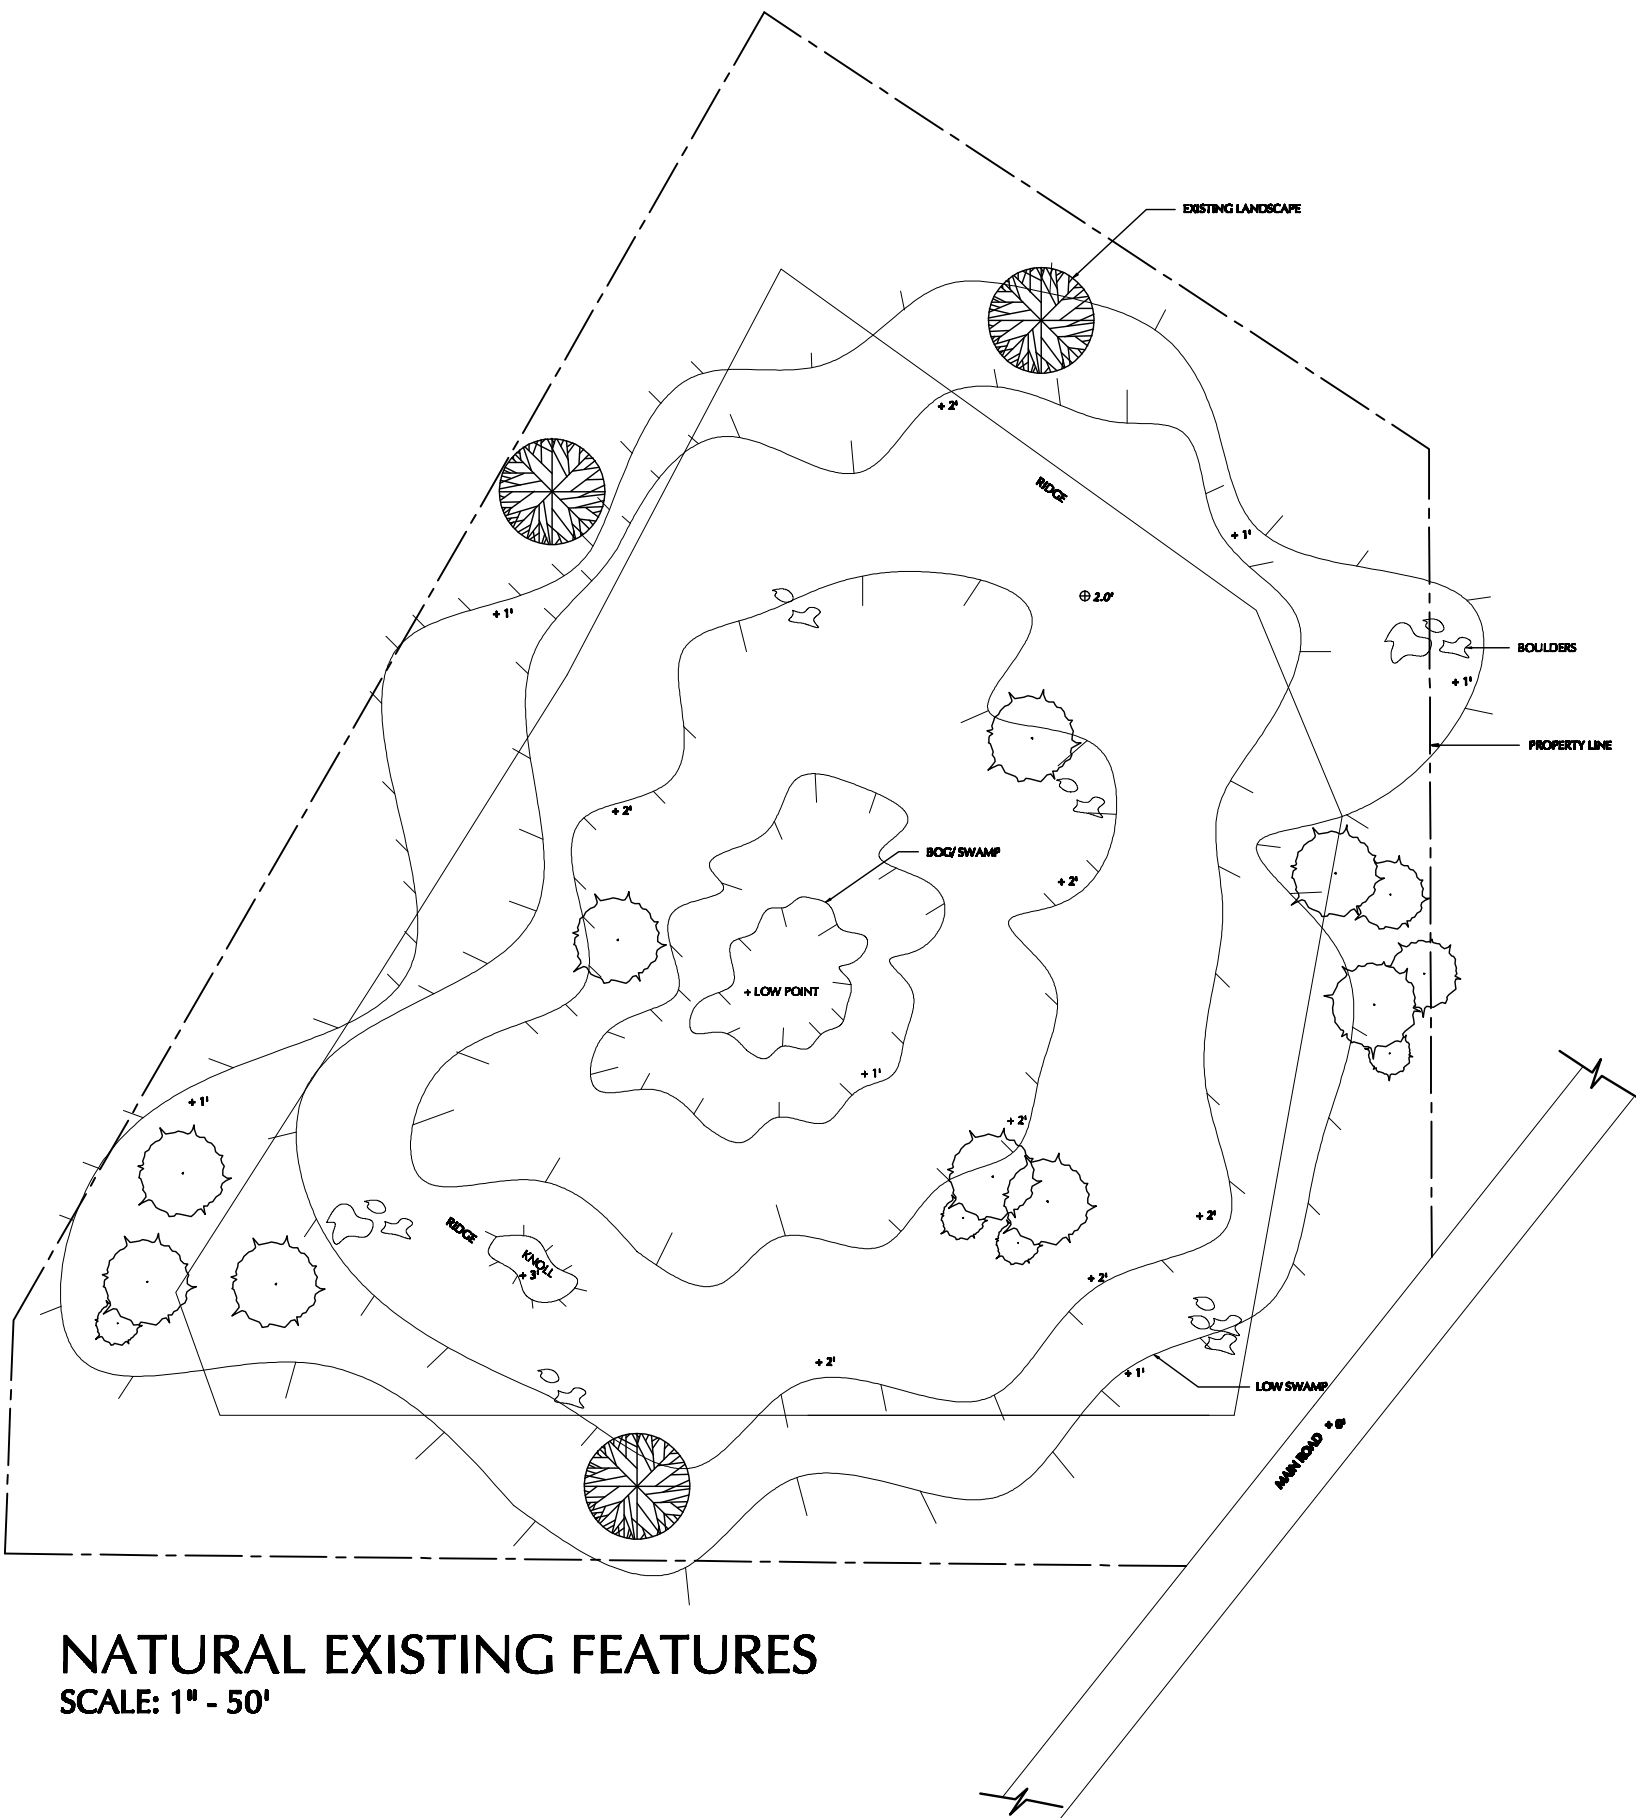 EXISTING LANDSCAPE
+ 2'
RIDGE
+ 1'
2.0'
+ 1'
BOULDERS
+ 1'
PROPERTY LINE
+ 2'
BOG/ SWAMP
+ 2'
+ LOW POINT
+ 1'
+ 1'
+ 2'
RIDGE
+ 2'
KNOLL
+ 3'
+ 2'
+ 2'
+ 1'
LOW SWAMP
MAIN ROAD + 6'
NATURAL EXISTING FEATURES
SCALE: 1" - 50'